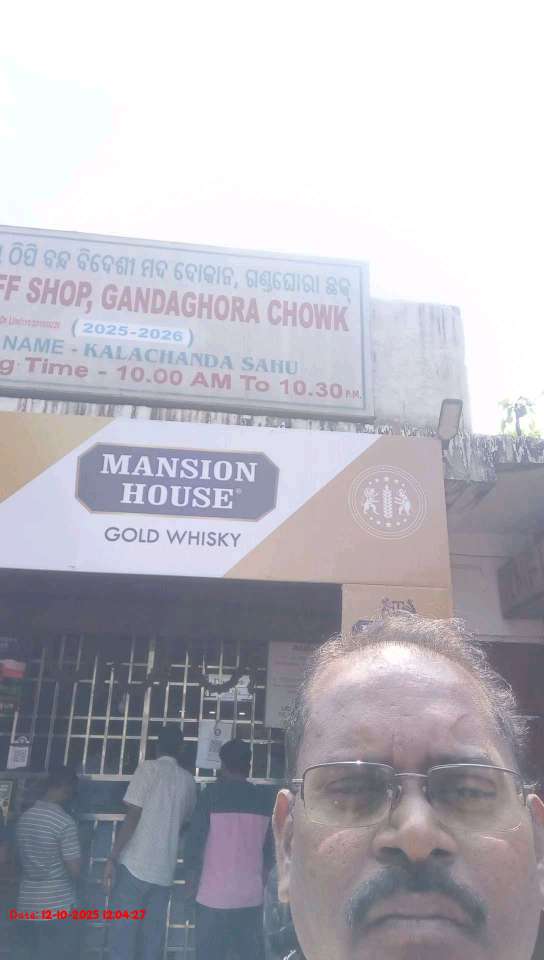 ଠିପି ବନ୍ଦ ବିଦେଶୀ ମଦ ଦୋକାନ, ଗଣ୍ଡଘୋରା ଛକ୍
FF SHOP, GANDAGHORA CHOWK
(2025-2026)
NAME - KALACHANDA SAHU
g Time - 10.00 AM To 10.30 P.M.
MANSION
HOUSE®
GOLD WHISKY
Date: 12-10-2025 12:04:27